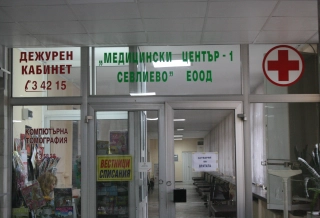 ДЕЖУРЕН
КАБИНЕТ
✆3 42 15
„МЕДИЦИНСКИ ЦЕНТЪР-1
СЕВЛИЕВО" ЕООД
КОМПЮТЪРНА
ТОМОГРАФИЯ
ВЕСТНИЦИ
СПИСАНИЯ